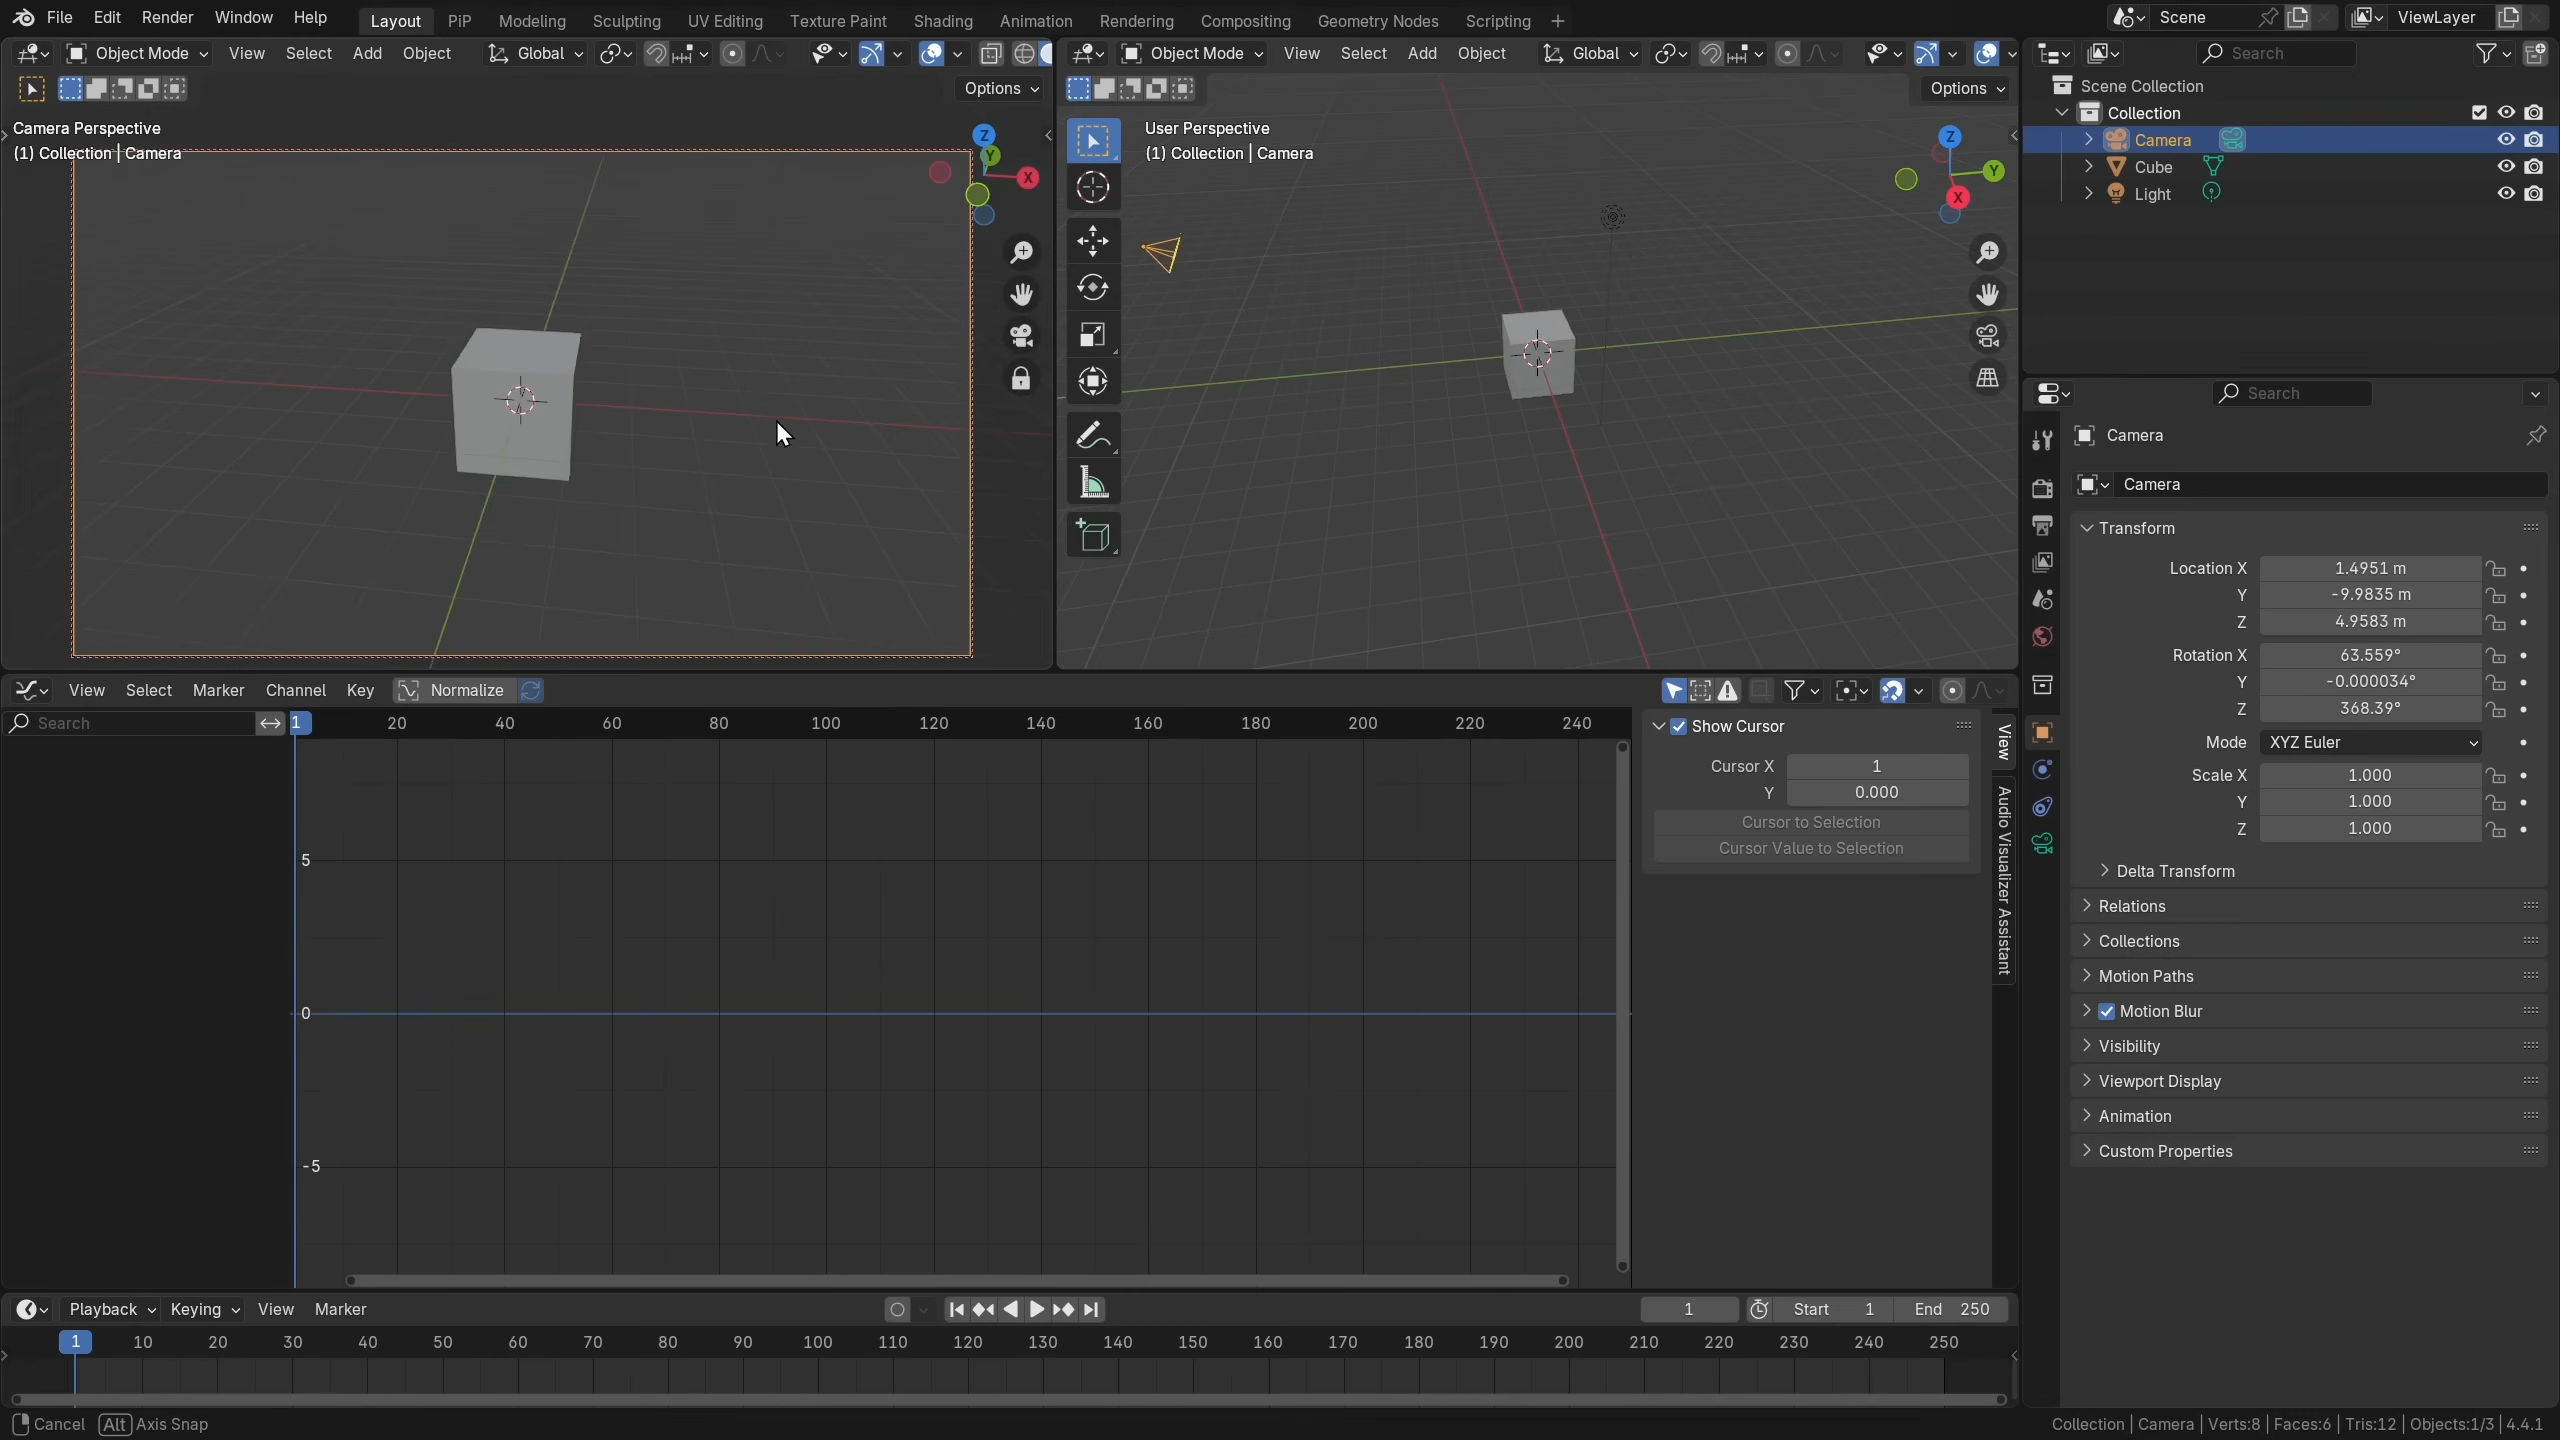 File Edit Render Window Help Layout PiP Modeling Sculpting UV Editing Texture Paint Shading Animation Rendering Compositing Geometry Nodes Scripting + Scene ViewLayer
Object Mode View Select Add Object Global
Options
Camera Perspective
(1) Collection | Camera
Z
Y
X
Object Mode View Select Add Object Global
Options
User Perspective
(1) Collection | Camera
Z
Y
X
Search
Scene Collection
Collection
Camera
Cube
Light
Search
Camera
Camera
Transform
Location X 1.4951 m
Y -9.9835 m
Z 4.9583 m
Rotation X 63.559°
Y -0.000034°
Z 368.39°
Mode XYZ Euler
Scale X 1.000
Y 1.000
Z 1.000
Delta Transform
Relations
Collections
Motion Paths
Motion Blur
Visibility
Viewport Display
Animation
Custom Properties
View Select Marker Channel Key Normalize
Search 1 20 40 60 80 100 120 140 160 180 200 220 240
5
0
-5
Show Cursor
Cursor X 1
Y 0.000
Cursor to Selection
Cursor Value to Selection
View
Audio Visualizer Assistant
Playback Keying View Marker 1 Start 1 End 250
1 10 20 30 40 50 60 70 80 90 100 110 120 130 140 150 160 170 180 190 200 210 220 230 240 250
Cancel Alt Axis Snap Collection | Camera | Verts:8 | Faces:6 | Tris:12 | Objects:1/3 | 4.4.1